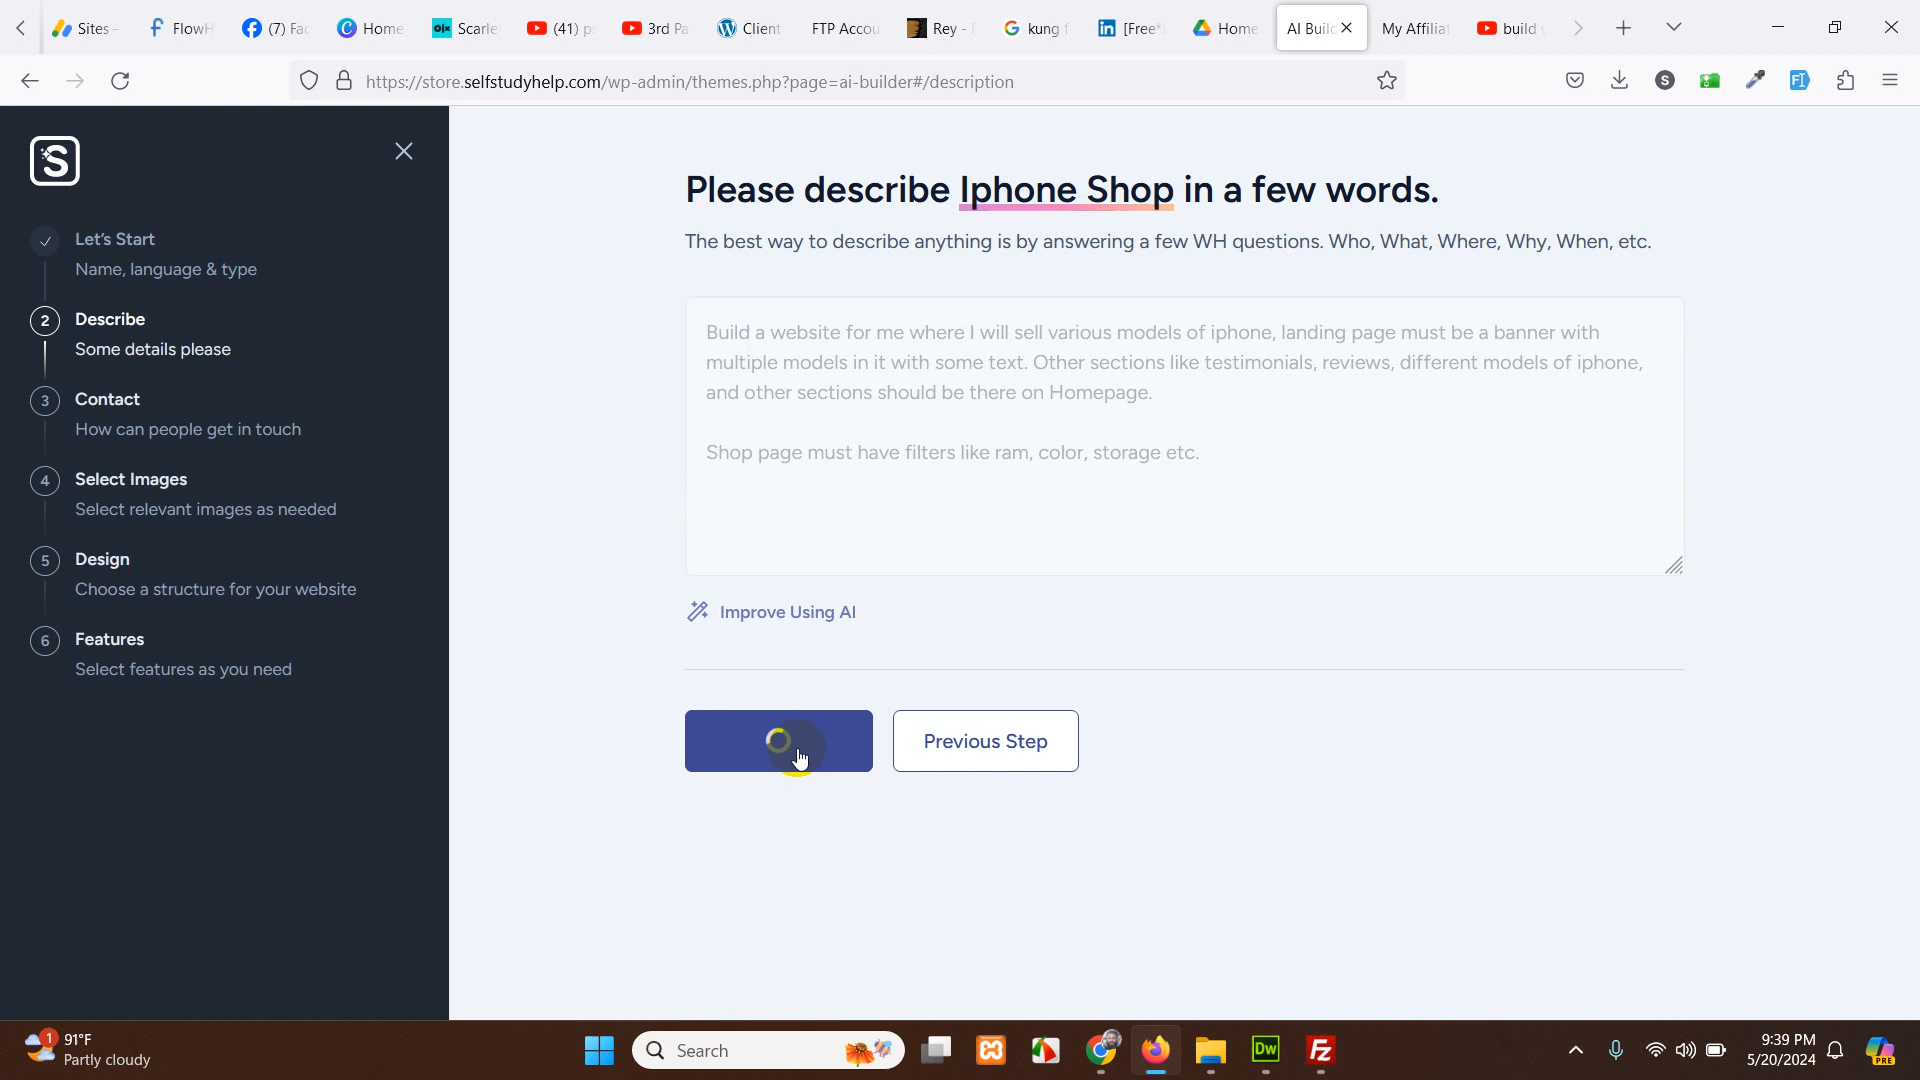 Sites -
FlowH
(7) Fac
Home
Scarle
(41) p
3rd Pa
Client
FTP Accou
Rey -
kung f
[Free*
Home
AI Buil
My Affiliat
build
https://store.selfstudyhelp.com/wp-admin/themes.php?page=ai-builder#/description
S
FI
S
Let's Start
Name, language & type
2
Describe
Some details please
3
Contact
How can people get in touch
4
Select Images
Select relevant images as needed
5
Design
Choose a structure for your website
6
Features
Select features as you need
Please describe Iphone Shop in a few words.
The best way to describe anything is by answering a few WH questions. Who, What, Where, Why, When, etc.
Build a website for me where I will sell various models of iphone, landing page must be a banner with
multiple models in it with some text. Other sections like testimonials, reviews, different models of iphone,
and other sections should be there on Homepage.
Shop page must have filters like ram, color, storage etc.
Improve Using AI
Previous Step
1
91°F
Partly cloudy
Search
Dw
Fz
9:39 PM
5/20/2024
PRE